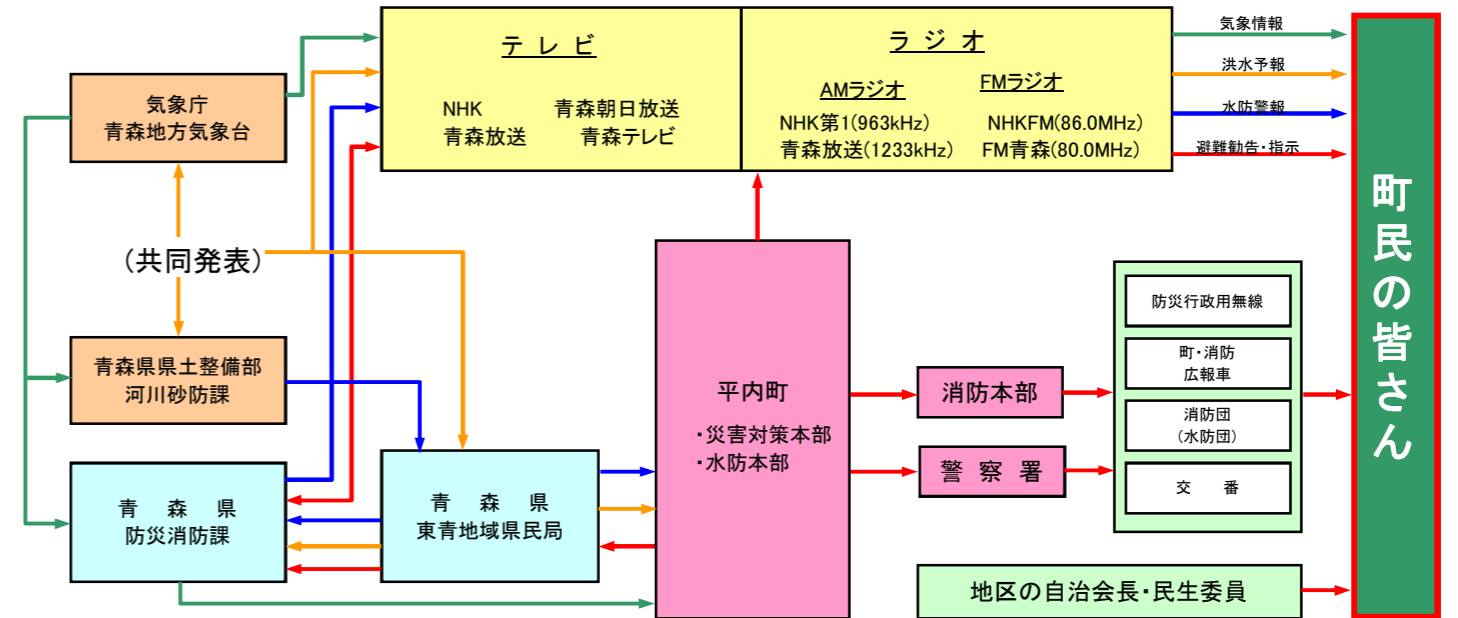 気象庁
青森地方気象台
(共同発表)
青森県県土整備部
河川砂防課
青 森 県
防災消防課
青 森 県
東青地域県民局
テ レ ビ
NHK 青森朝日放送
青森放送 青森テレビ
ラ ジ オ
AMラジオ
NHK第1(963kHz)
青森放送(1233kHz)
FMラジオ
NHKFM(86.0MHz)
FM青森(80.0MHz)
気象情報
洪水予報
水防警報
避難勧告・指示
平内町
・災害対策本部
・水防本部
消防本部
警 察 署
防災行政用無線
町・消防
広報車
消防団
(水防団)
交 番
地区の自治会長・民生委員
町民の皆さん